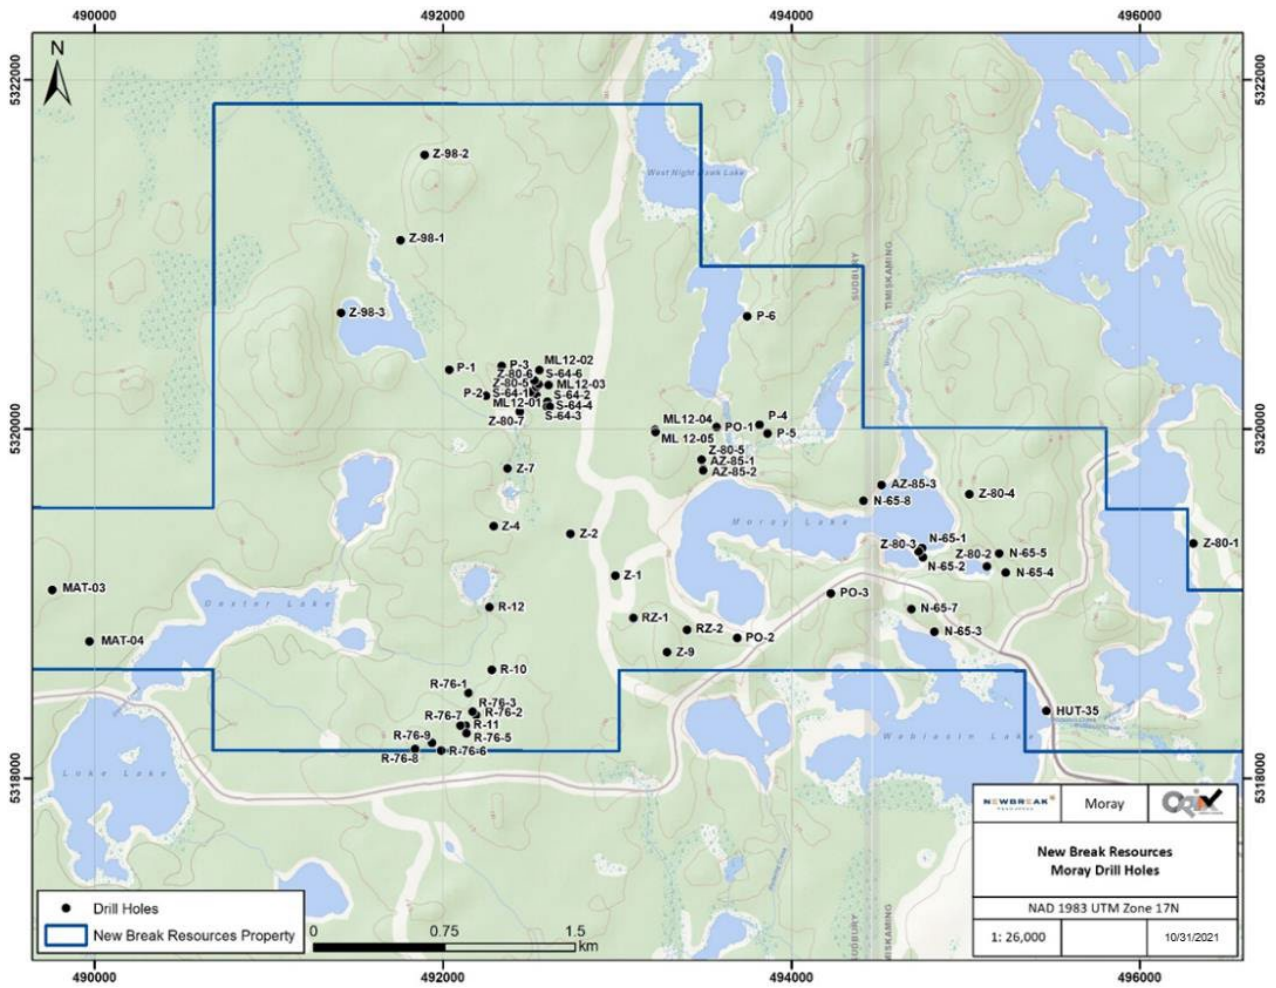 490000
492000
494000
496000
N
5322000
5322000
Z-98-2
West Night Hawk Lake
Z-98-1
SUDBURY
TIMISKAMING
Z-98-3
P-6
P-1
P-3
ML12-02
Z-80-6
S-64-6
Z-80-5
ML12-03
P-2
S-64-1
S-64-2
ML12-01
S-64-4
S-64-3
Z-80-7
5320000
5320000
ML12-04
PO-1
P-4
ML 12-05
P-5
Z-80-5
AZ-85-1
AZ-85-2
Z-7
AZ-85-3
N-65-8
Z-80-4
Z-4
Z-2
Moray Lake
N-65-1
Z-80-3
Z-80-1
Z-80-2
N-65-5
N-65-2
N-65-4
Z-1
MAT-03
PO-3
R-12
RZ-1
N-65-7
RZ-2
PO-2
N-65-3
MAT-04
Z-9
R-10
R-76-1
R-76-3
R-76-2
R-76-7
R-11
R-76-5
R-76-9
R-76-6
R-76-8
HUT-35
Loke Lake
5318000
5318000
NEWBREAK
Moray
New Break Resources
Moray Drill Holes
NAD 1983 UTM Zone 17N
1: 26,000
10/31/2021
Drill Holes
New Break Resources Property
0
0.75
1.5
km
SUDBURY
MISKAMING
490000
492000
494000
496000